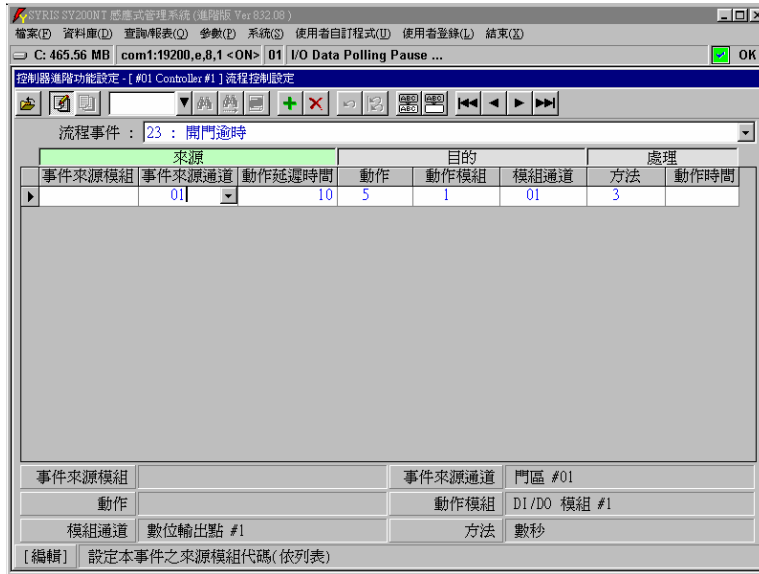 SYRIS SY200NT 感應式管理系統 (進階版 Ver 832.08 )
檔案(F) 資料庫(D) 查詢/報表(Q) 參數(P) 系統(S) 使用者自訂程式(U) 使用者登錄(L) 結束(X)
C: 465.56 MB com1:19200,e,8,1 <ON> 01 I/O Data Polling Pause ... OK
控制器進階功能設定 - [ #01 Controller #1 ] 流程控制設定
流程事件 : 23 : 開門逾時
來源 目的 處理
事件來源模組 事件來源通道 動作延遲時間 動作 動作模組 模組通道 方法 動作時間
01 10 5 1 01 3
事件來源模組 事件來源通道 門區 #01
動作 動作模組 DI/DO 模組 #1
模組通道 數位輸出點 #1 方法 數秒
[編輯] 設定本事件之來源模組代碼(依列表)